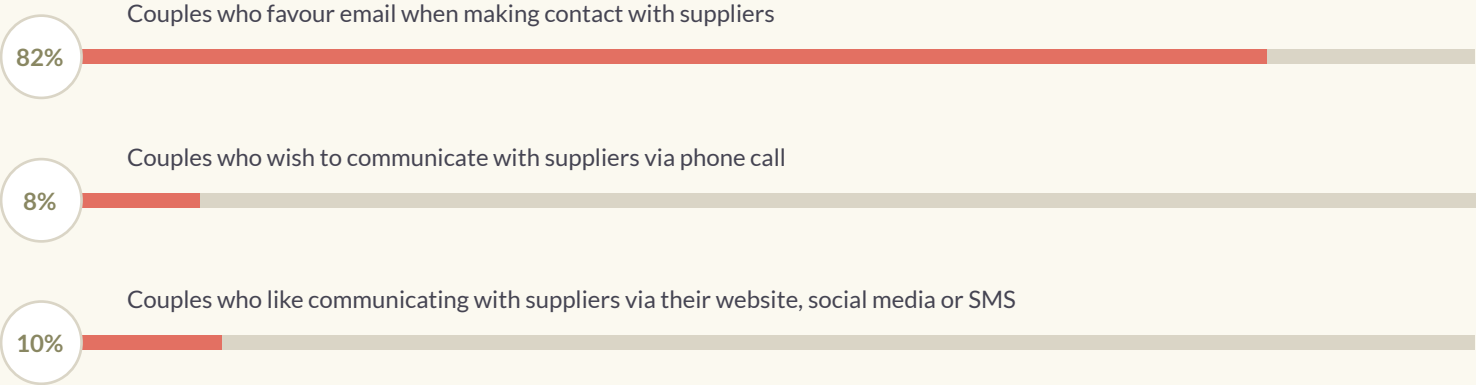 Couples who favour email when making contact with suppliers
82%
Couples who wish to communicate with suppliers via phone call
8%
Couples who like communicating with suppliers via their website, social media or SMS
10%